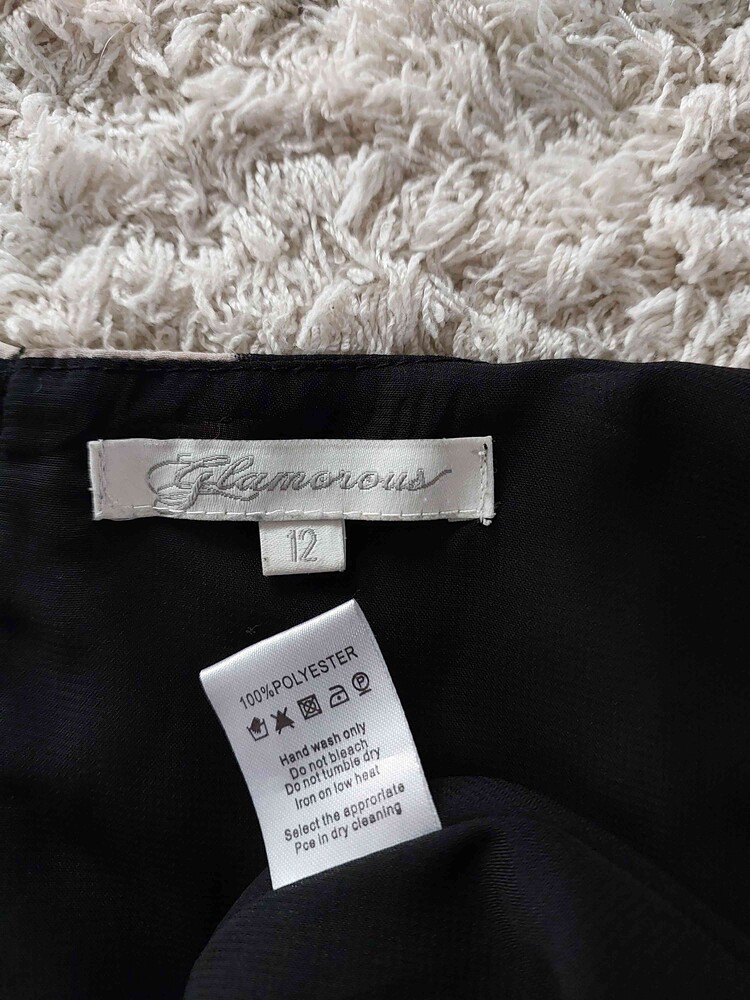 Glamorous
12
100%POLYESTER
Hand wash only
Do not bleach
Do not tumble dry
Iron on low heat
Select the approriate
Pce in dry cleaning